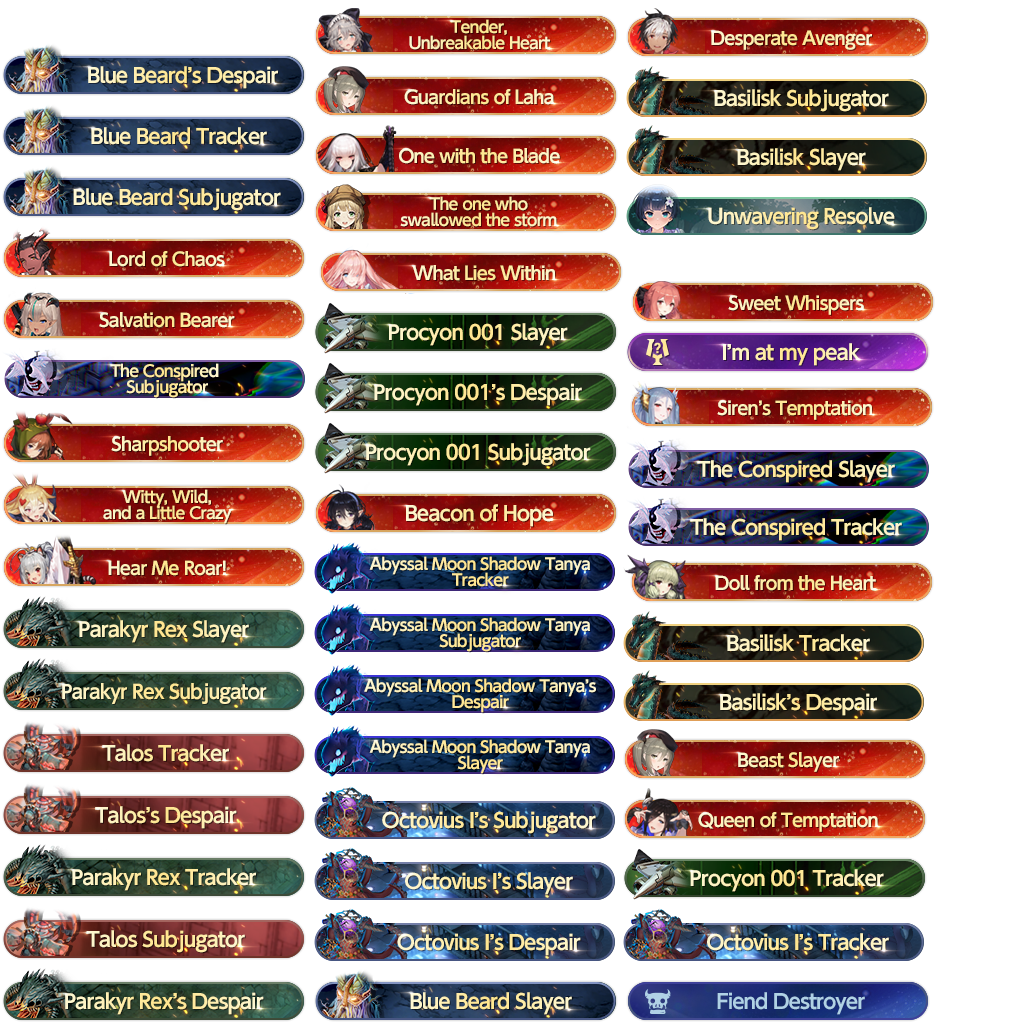 Blue Beard's Despair
Blue Beard Tracker
Blue Beard Subjugator
Lord of Chaos
Salvation Bearer
The Conspired
Subjugator
Sharpshooter
Witty, Wild,
and a Little Crazy
Hear Me Roar!
Parakyr Rex Slayer
Parakyr Rex Subjugator
Talos Tracker
Talos's Despair
Parakyr Rex Tracker
Talos Subjugator
Parakyr Rex's Despair
Tender,
Unbreakable Heart
Guardians of Laha
One with the Blade
The one who
swallowed the storm
What Lies Within
Procyon 001 Slayer
Procyon 001's Despair
Procyon 001 Subjugator
Beacon of Hope
Abyssal Moon Shadow Tanya
Tracker
Abyssal Moon Shadow Tanya
Subjugator
Abyssal Moon Shadow Tanya's
Despair
Abyssal Moon Shadow Tanya
Slayer
Octovius I's Subjugator
Octovius I's Slayer
Octovius I's Despair
Blue Beard Slayer
Desperate Avenger
Basilisk Subjugator
Basilisk Slayer
Unwavering Resolve
Sweet Whispers
I'm at my peak
Siren's Temptation
The Conspired Slayer
The Conspired Tracker
Doll from the Heart
Basilisk Tracker
Basilisk's Despair
Beast Slayer
Queen of Temptation
Procyon 001 Tracker
Octovius I's Tracker
Fiend Destroyer